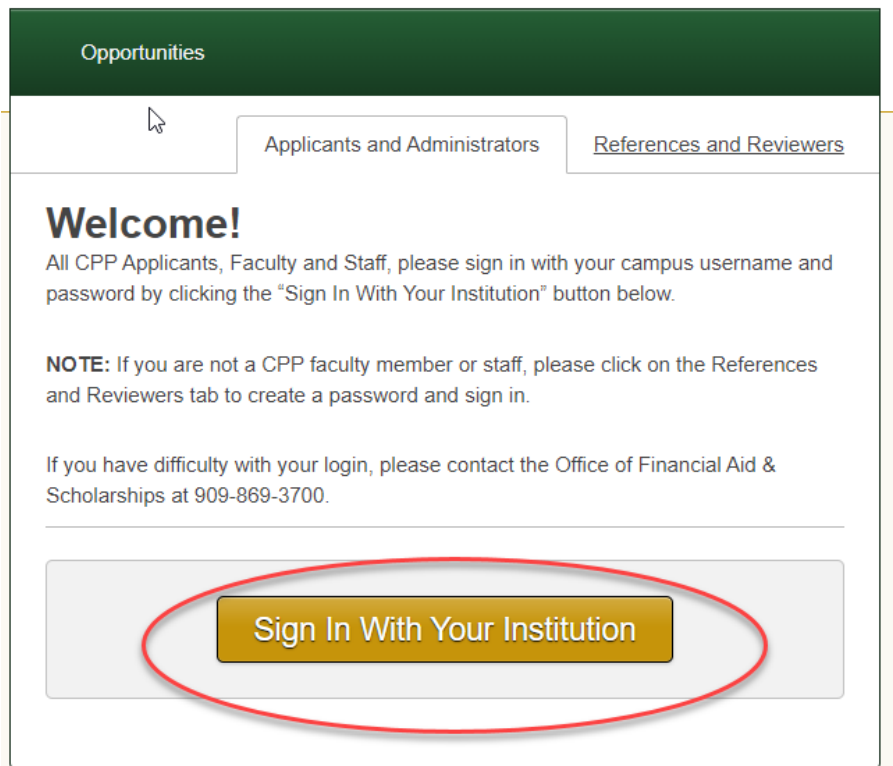 Opportunities
Applicants and Administrators
References and Reviewers
Welcome!
All CPP Applicants, Faculty and Staff, please sign in with your campus username and
password by clicking the “Sign In With Your Institution” button below.
NOTE: If you are not a CPP faculty member or staff, please click on the References
and Reviewers tab to create a password and sign in.
If you have difficulty with your login, please contact the Office of Financial Aid &
Scholarships at 909-869-3700.
Sign In With Your Institution